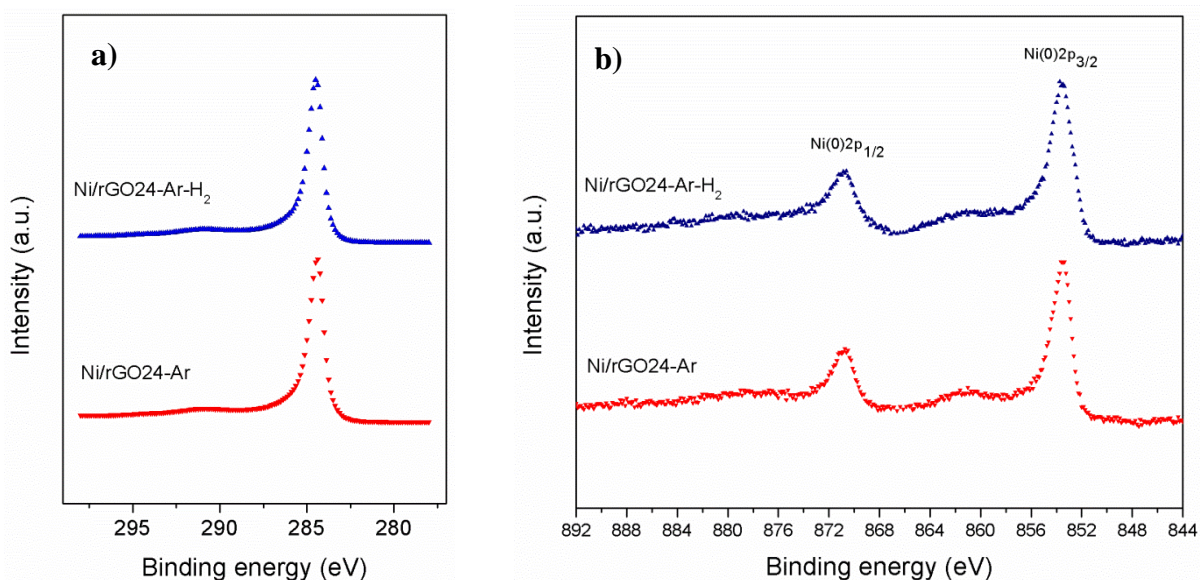 a)
Ni/rGO24-Ar-H₂
Ni/rGO24-Ar
Intensity (a.u.)
295 290 285 280
Binding energy (eV)
b)
Ni(0)2p₃/₂
Ni(0)2p₁/₂
Ni/rGO24-Ar-H₂
Ni/rGO24-Ar
Intensity (a.u.)
892 888 884 880 876 872 868 864 860 856 852 848 844
Binding energy (eV)